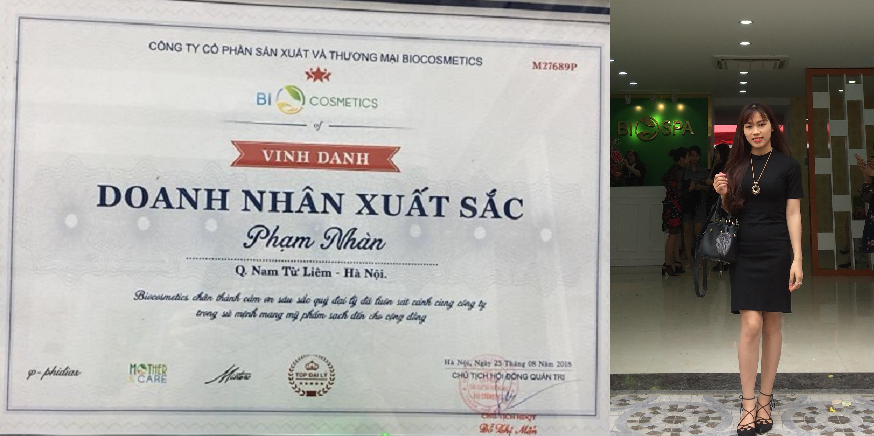 CÔNG TY CỔ PHẦN SẢN XUẤT VÀ THƯƠNG MẠI BIOCOSMETICS
M27689P
BIO COSMETICS
of
VINH DANH
DOANH NHÂN XUẤT SẮC
Phạm Nhàn
Q. Nam Từ Liêm - Hà Nội.
Biocosmetics chân thành cảm ơn sâu sắc quý đại lý đã luôn sát cánh cùng công ty
trong sứ mệnh mang mỹ phẩm sạch đến cho cộng đồng
φ-phidias
MOTHER & CARE
TOP ĐẠI LÝ
Hà Nội, Ngày 25 Tháng 08 Năm 2018
CHỦ TỊCH HỘI ĐỒNG QUẢN TRỊ
BIO SPA